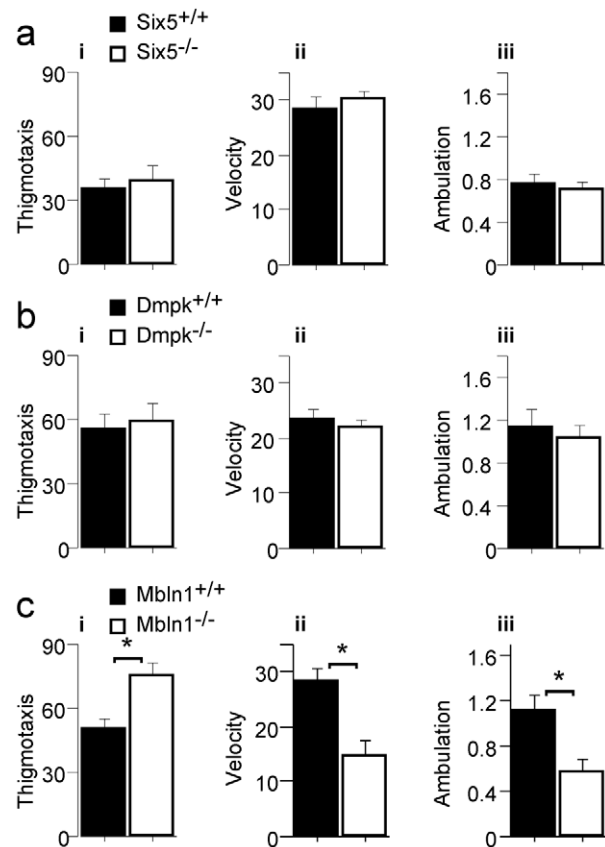 a
Six5+/+
Six5-/-
i
ii
iii
Thigmotaxis
90
60
30
0
Velocity
30
20
10
0
Ambulation
1.6
1.2
0.8
0.4
b
Dmpk+/+
Dmpk-/-
i
ii
iii
Thigmotaxis
90
60
30
0
Velocity
30
20
10
0
Ambulation
1.6
1.2
0.8
0.4
0
c
Mbln1+/+
Mbln1-/-
i
ii
iii
Thigmotaxis
90
60
30
0
*
Velocity
30
20
10
0
*
Ambulation
1.6
1.2
0.8
0.4
*